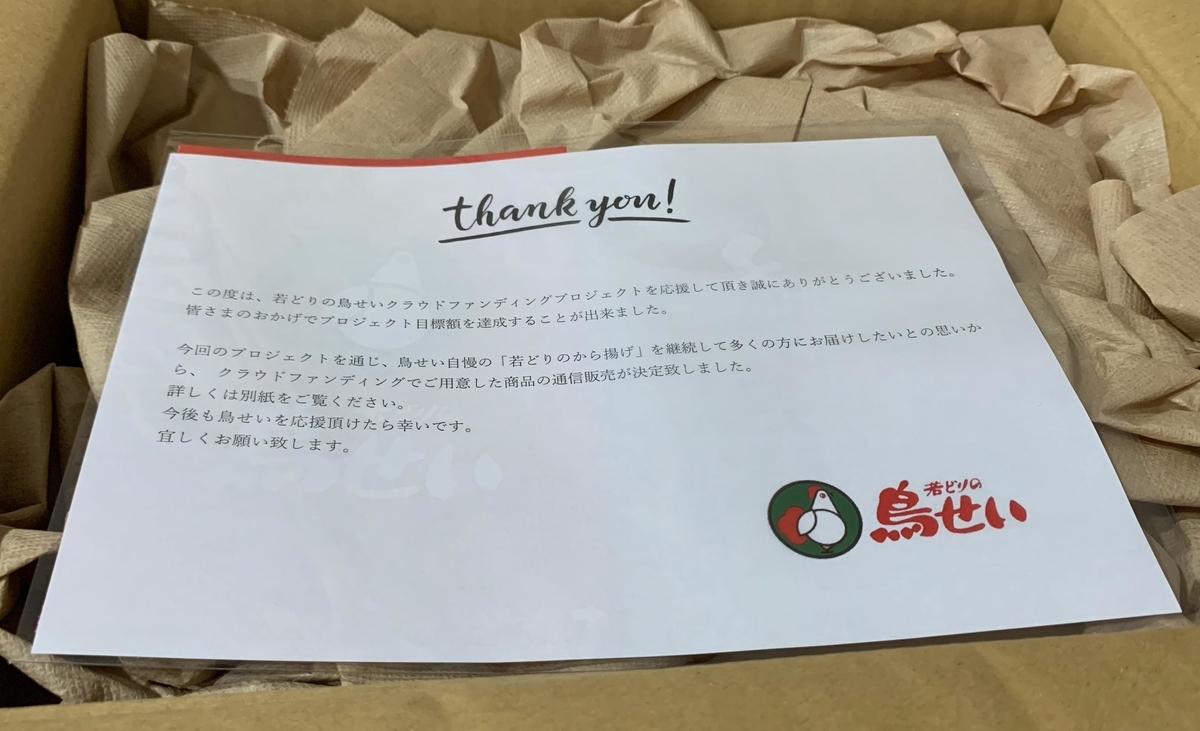 thank you!
この度は、若どりの鳥せいクラウドファンディングプロジェクトを応援して頂き誠にありがとうございました。
皆さまのおかげでプロジェクト目標額を達成することが出来ました。
今回のプロジェクトを通じ、鳥せい自慢の「若どりのから揚げ」を継続して多くの方にお届けしたいとの思いか
ら、 クラウドファンディングでご用意した商品の通信販売が決定致しました。
詳しくは別紙をご覧ください。
今後も鳥せいを応援頂けたら幸いです。
宜しくお願い致します。
若どりの
鳥せい